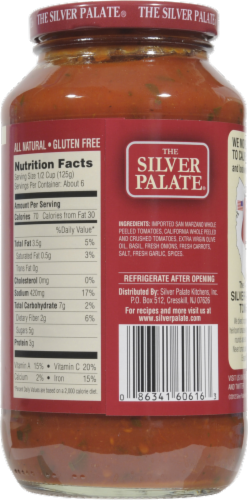 THE SILVER PALATE®
ALL NATURAL • GLUTEN FREE
Nutrition Facts
Serving Size 1/2 Cup (125g)
Servings Per Container: About 6
Amount Per Serving
Calories 70 Calories from Fat 30
%Daily Value*
Total Fat 3.5g 5%
Saturated Fat 0.5g 3%
Trans Fat 0g
Cholesterol 0mg 0%
Sodium 420mg 17%
Total Carbohydrate 7g 2%
Dietary Fiber 2g 6%
Sugars 5g
Protein 3g
Vitamin A 15% • Vitamin C 20%
Calcium 2% • Iron 15%
THE
SILVER
PALATE®
INGREDIENTS: IMPORTED SAN MARZANO WHOLE
PEELED TOMATOES, CALIFORNIA WHOLE PEELED
AND CRUSHED TOMATOES, EXTRA VIRGIN OLIVE
OIL, BASIL, FRESH ONIONS, FRESH CARROTS,
SALT, FRESH GARLIC, SPICES.
REFRIGERATE AFTER OPENING
Distributed By: Silver Palate Kitchens, Inc.
P.O. Box 512, Cresskill, NJ 07626
For recipes and more visit us at
www.silverpalate.com
0 86341 60616